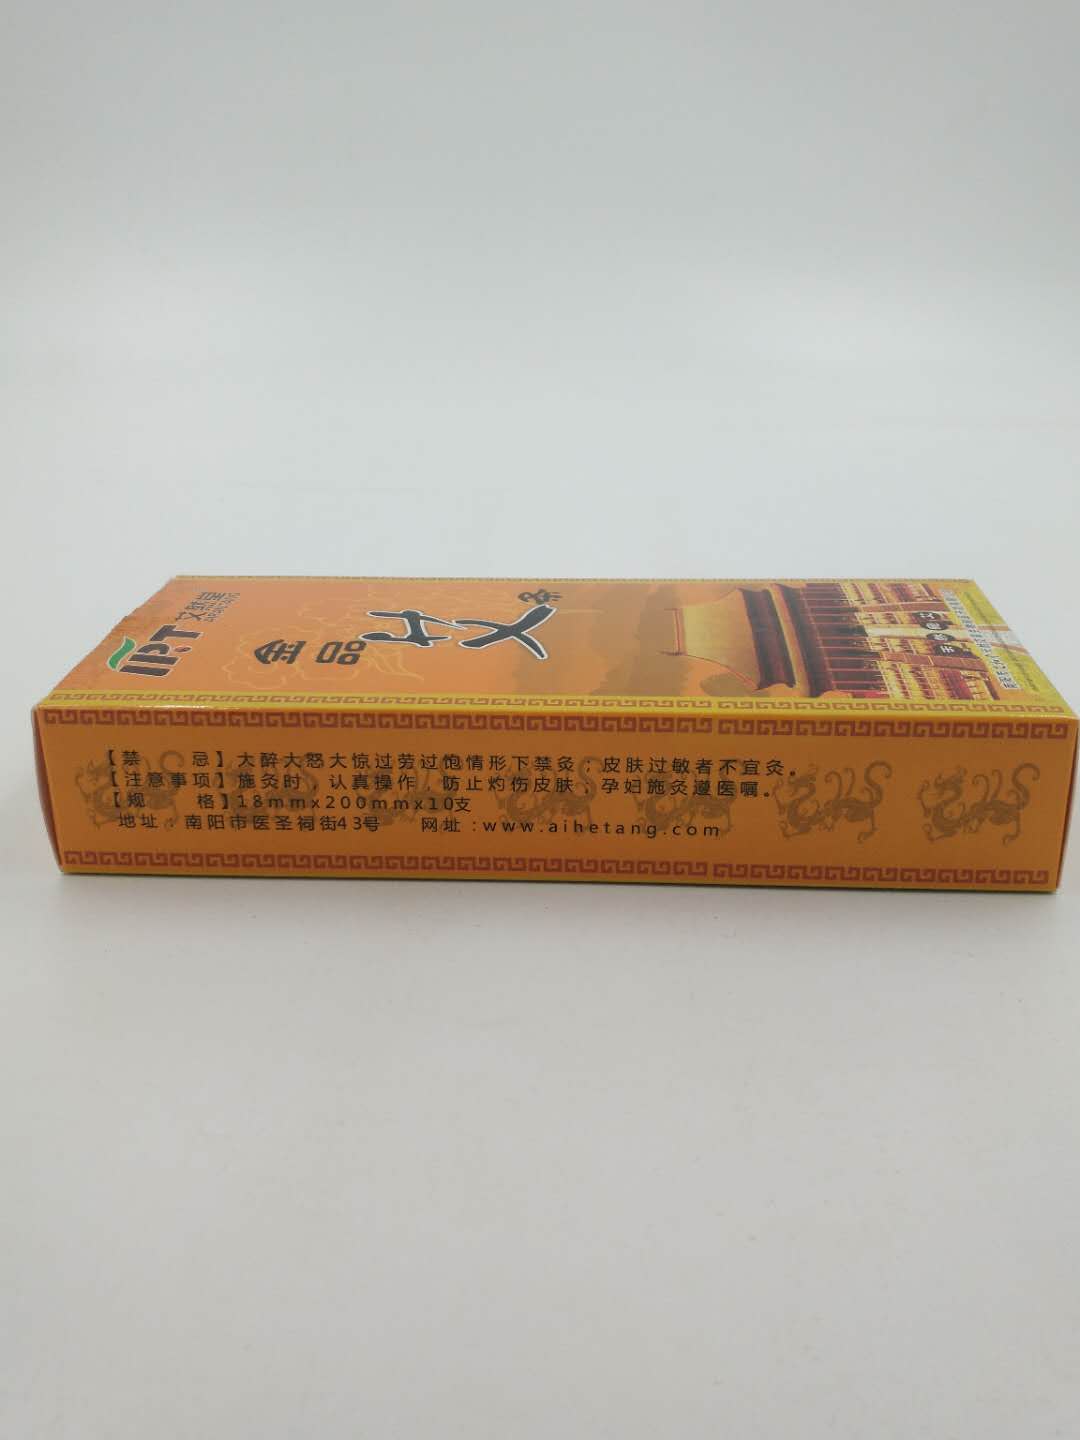 艾
金品
【禁 忌】大醉大怒大惊过劳过饱情形下禁灸；皮肤过敏者不宜灸。
【注意事项】施灸时，认真操作，防止灼伤皮肤；孕妇施灸遵医嘱。
【规 格】18mmx200mmx10支
地址：南阳市医圣祠街43号 网址:www.aihetang.com